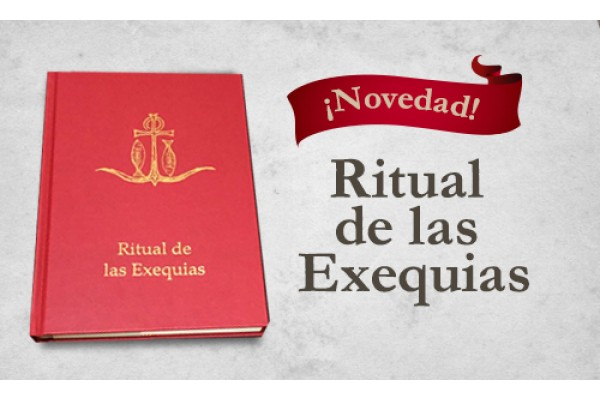 Ritual de
las Exequias
¡Novedad!
Ritual
de las
Exequias